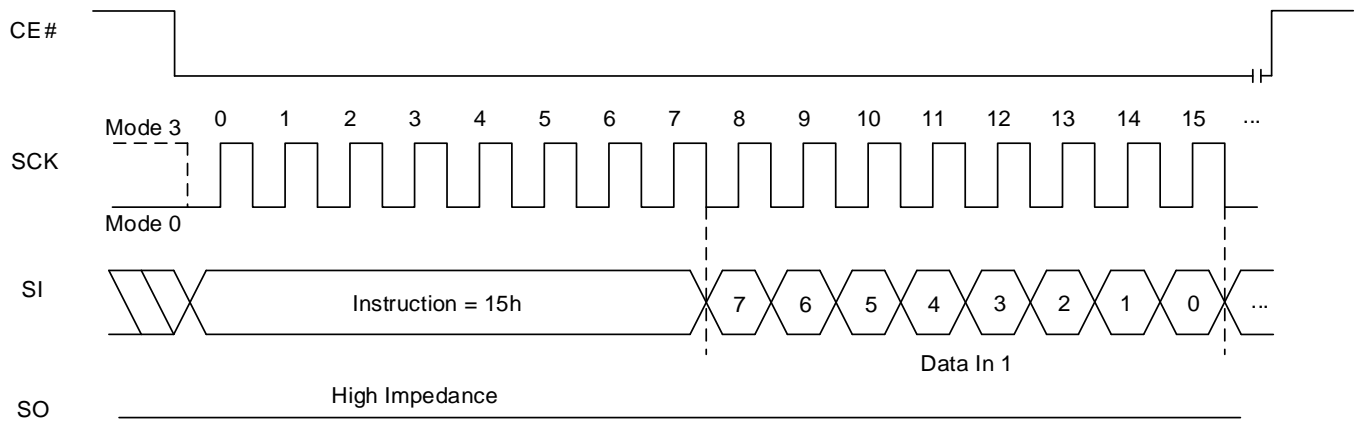 CE#
Mode 3 0 1 2 3 4 5 6 7 8 9 10 11 12 13 14 15 ...
SCK
Mode 0
SI Instruction = 15h 7 6 5 4 3 2 1 0 ...
Data In 1
High Impedance
SO